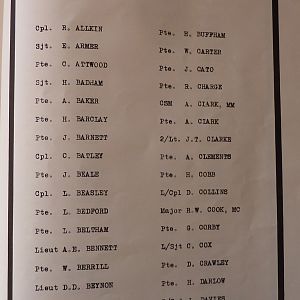 Cpl. R. ALLKIN
Sjt. E. ARMER
Pte. C. ATTWOOD
Sjt. H. BADHAM
Pte. A. BAKER
Pte. H. BARCLAY
Pte. J. BARNETT
Cpl. C. BATLEY
Pte. J. BEALE
Cpl. L. BEASLEY
Pte. L. BEDFORD
Pte. L. BELTHAM
Lieut A.E. BENNETT
Pte. W. BERRILL
Lieut D.D. BEYNON
Pte. H. BUFFHAM
Pte. W. CARTER
Pte. J. CATO
Pte. R. CHARGE
CSM A. CLARK, MM
Pte. A. CLARK
2/Lt. J.T. CLARKE
Pte. A. CLEMENTS
Pte. H. COBB
L/Cpl D. COLLINS
Major R.W. COOK, MC
Pte. G. CORBY
L/Sjt C. COX
Pte. D. CRAWLEY
Pte. H. DARLOW
DAVIES